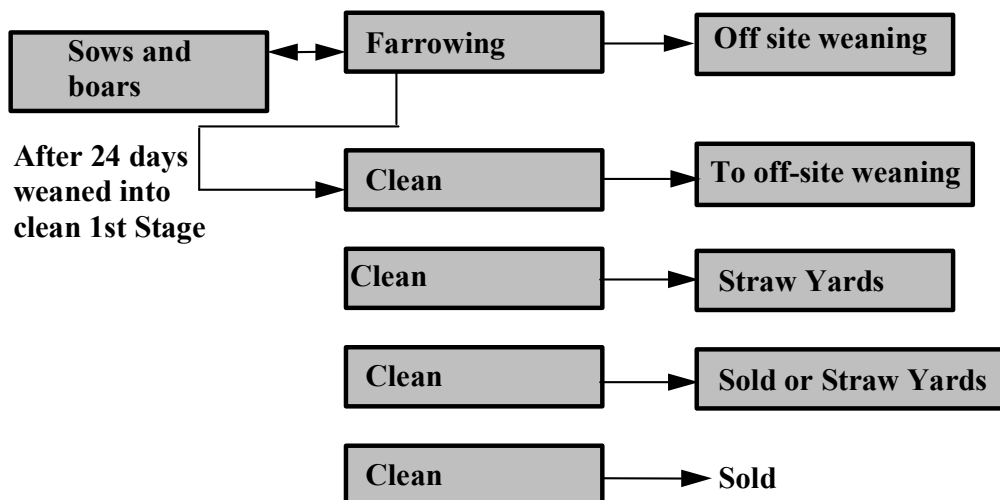 Sows and
boars
Farrowing
Off site weaning
After 24 days
weaned into
clean 1st Stage
Clean
To off-site weaning
Clean
Straw Yards
Clean
Sold or Straw Yards
Clean
Sold